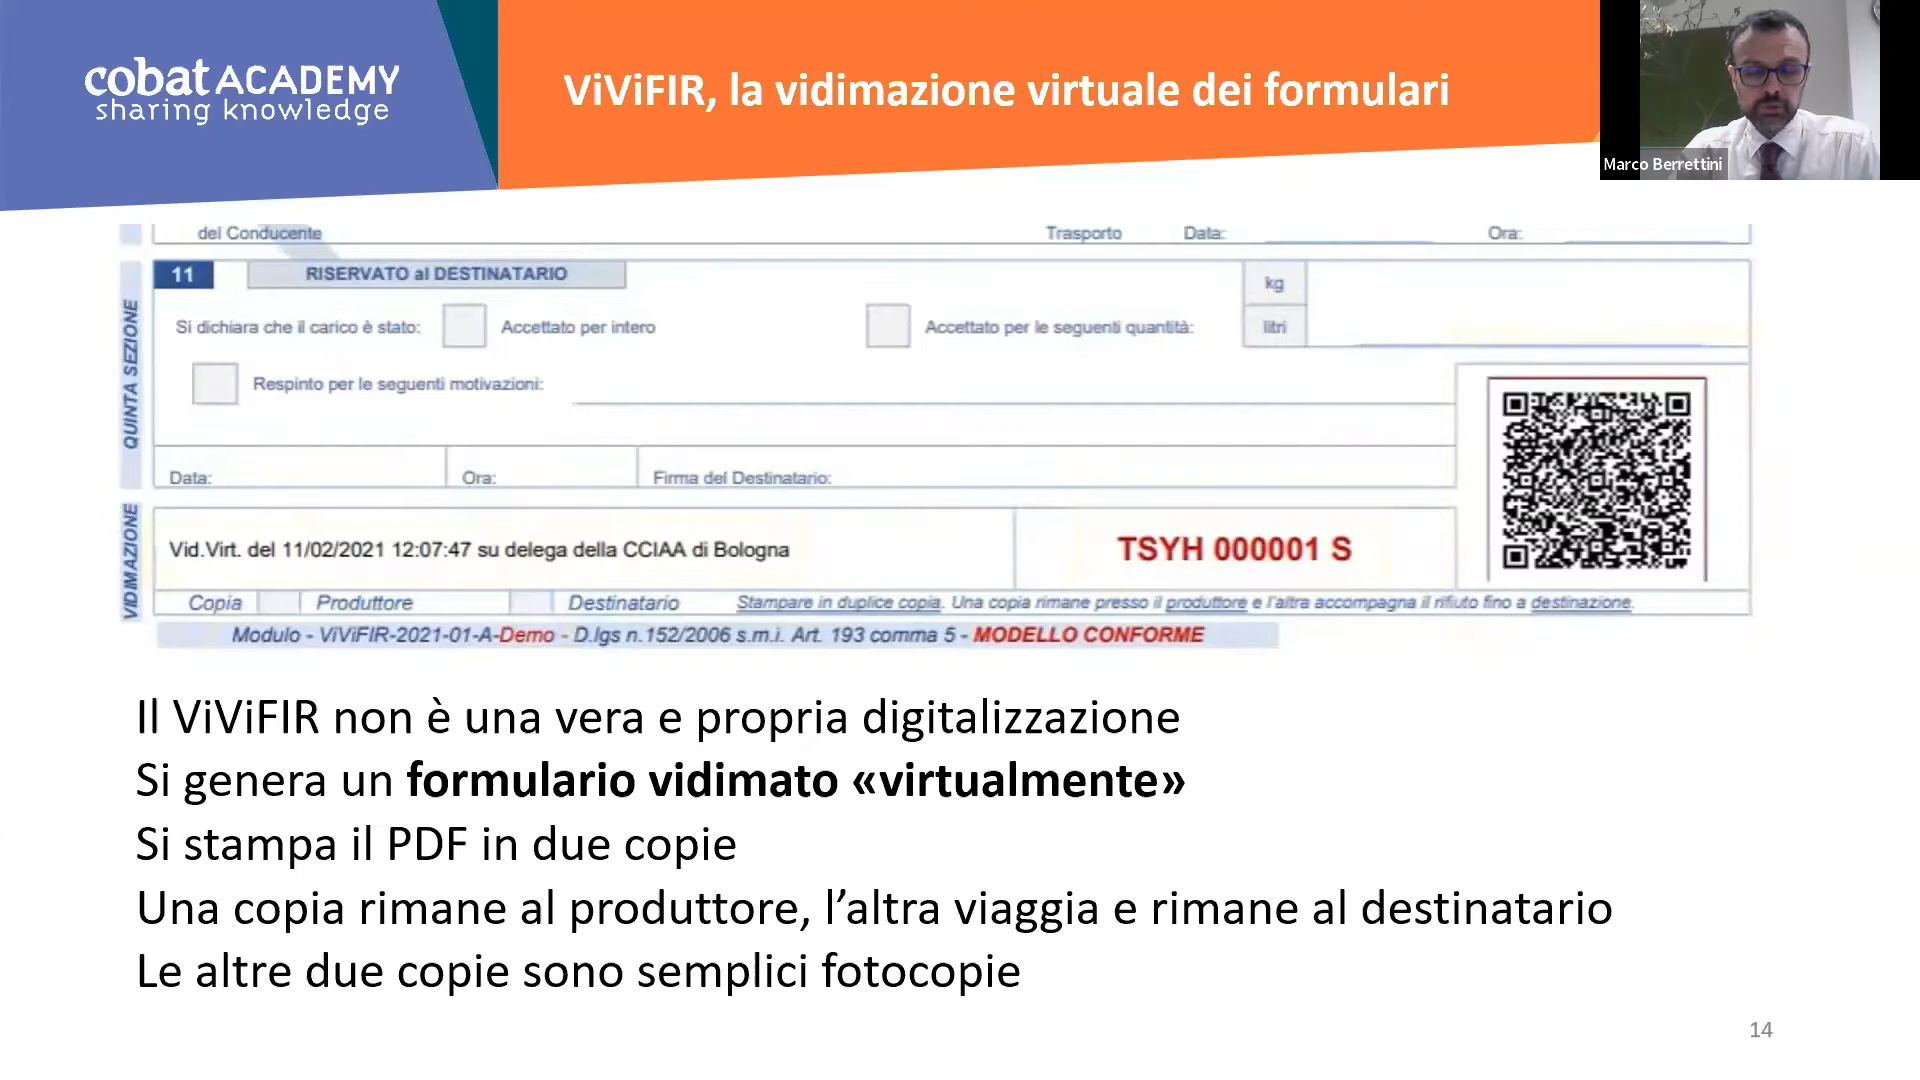 cobat ACADEMY
sharing knowledge
ViViFIR, la vidimazione virtuale dei formulari
Marco Berrettini
del Conducente Trasporto Data: Ora:
QUINTA SEZIONE
11 RISERVATO al DESTINATARIO kg
Si dichiara che il carico è stato: Accettato per intero Accettato per le seguenti quantità: litri
Respinto per le seguenti motivazioni:
Data: Ora: Firma del Destinatario:
VIDIMAZIONE
Vid.Virt. del 11/02/2021 12:07:47 su delega della CCIAA di Bologna TSYH 000001 S
Copia Produttore Destinatario Stampare in duplice copia. Una copia rimane presso il produttore e l'altra accompagna il rifiuto fino a destinazione.
Modulo - ViViFIR-2021-01-A-Demo - D.lgs n.152/2006 s.m.i. Art. 193 comma 5 - MODELLO CONFORME
Il ViViFIR non è una vera e propria digitalizzazione
Si genera un formulario vidimato «virtualmente»
Si stampa il PDF in due copie
Una copia rimane al produttore, l’altra viaggia e rimane al destinatario
Le altre due copie sono semplici fotocopie
14